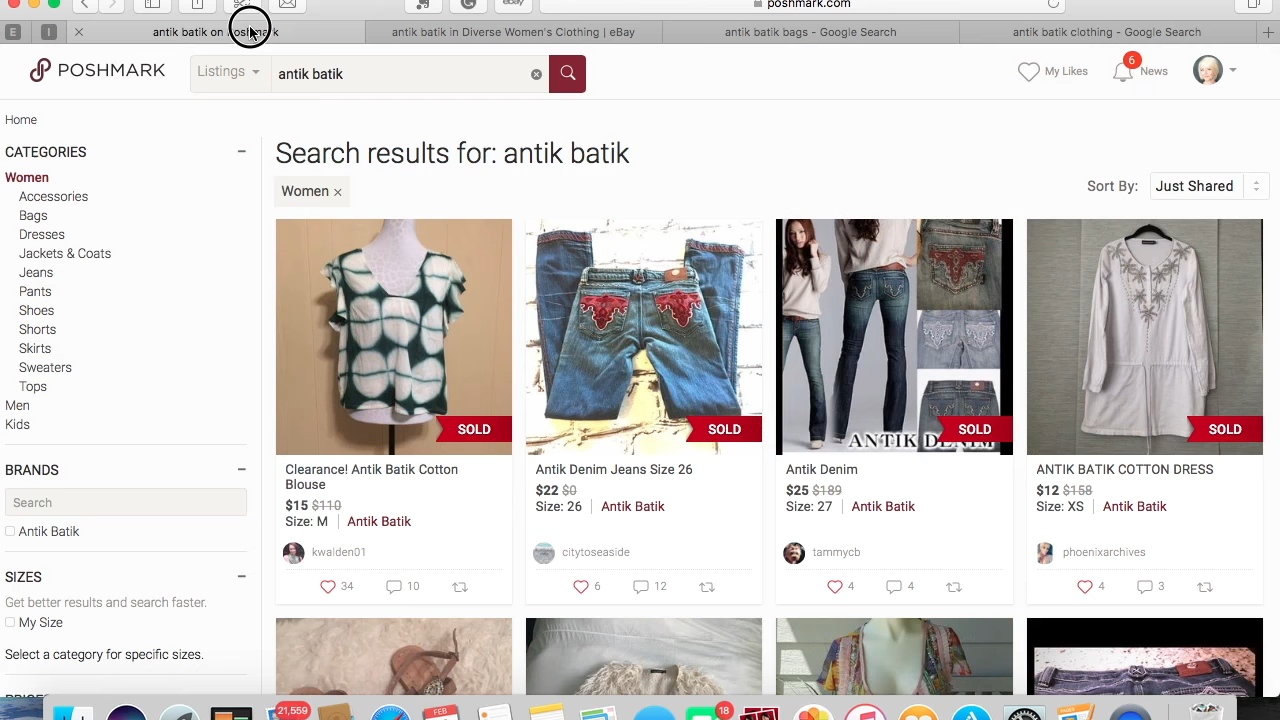 poshmark.com
E
I
antik batik on
antik batik in Diverse Women's Clothing | eBay
antik batik bags - Google Search
antik batik clothing - Google Search
POSHMARK
Listings
antik batik
My Likes
6
News
Home
CATEGORIES
Women
Accessories
Bags
Dresses
Jackets & Coats
Jeans
Pants
Shoes
Shorts
Skirts
Sweaters
Tops
Men
Kids
BRANDS
Search
Antik Batik
SIZES
Get better results and search faster.
My Size
Select a category for specific sizes.
Search results for: antik batik
Women ×
Sort By: Just Shared
SOLD
Clearance! Antik Batik Cotton
Blouse
$15 $110
Size: M | Antik Batik
kwalden01
34
10
SOLD
Antik Denim Jeans Size 26
$22 $0
Size: 26 | Antik Batik
citytoseaside
6
12
ANTIK DENIM
SOLD
Antik Denim
$25 $189
Size: 27 | Antik Batik
tammycb
4
4
SOLD
ANTIK BATIK COTTON DRESS
$12 $158
Size: XS | Antik Batik
phoenixarchives
4
3
21,559
FEB
18